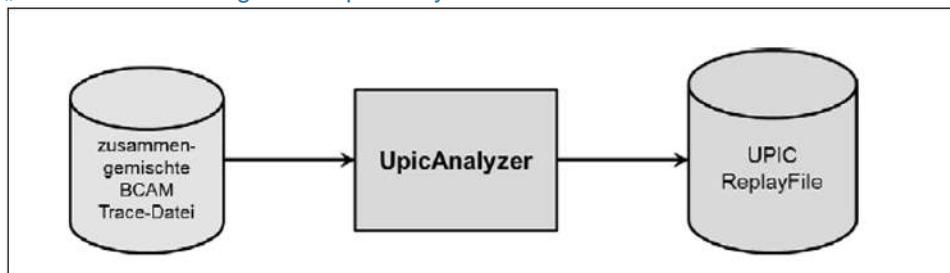 zusammen-
gemischte
BCAM
Trace-Datei
UpicAnalyzer
UPIC
ReplayFile